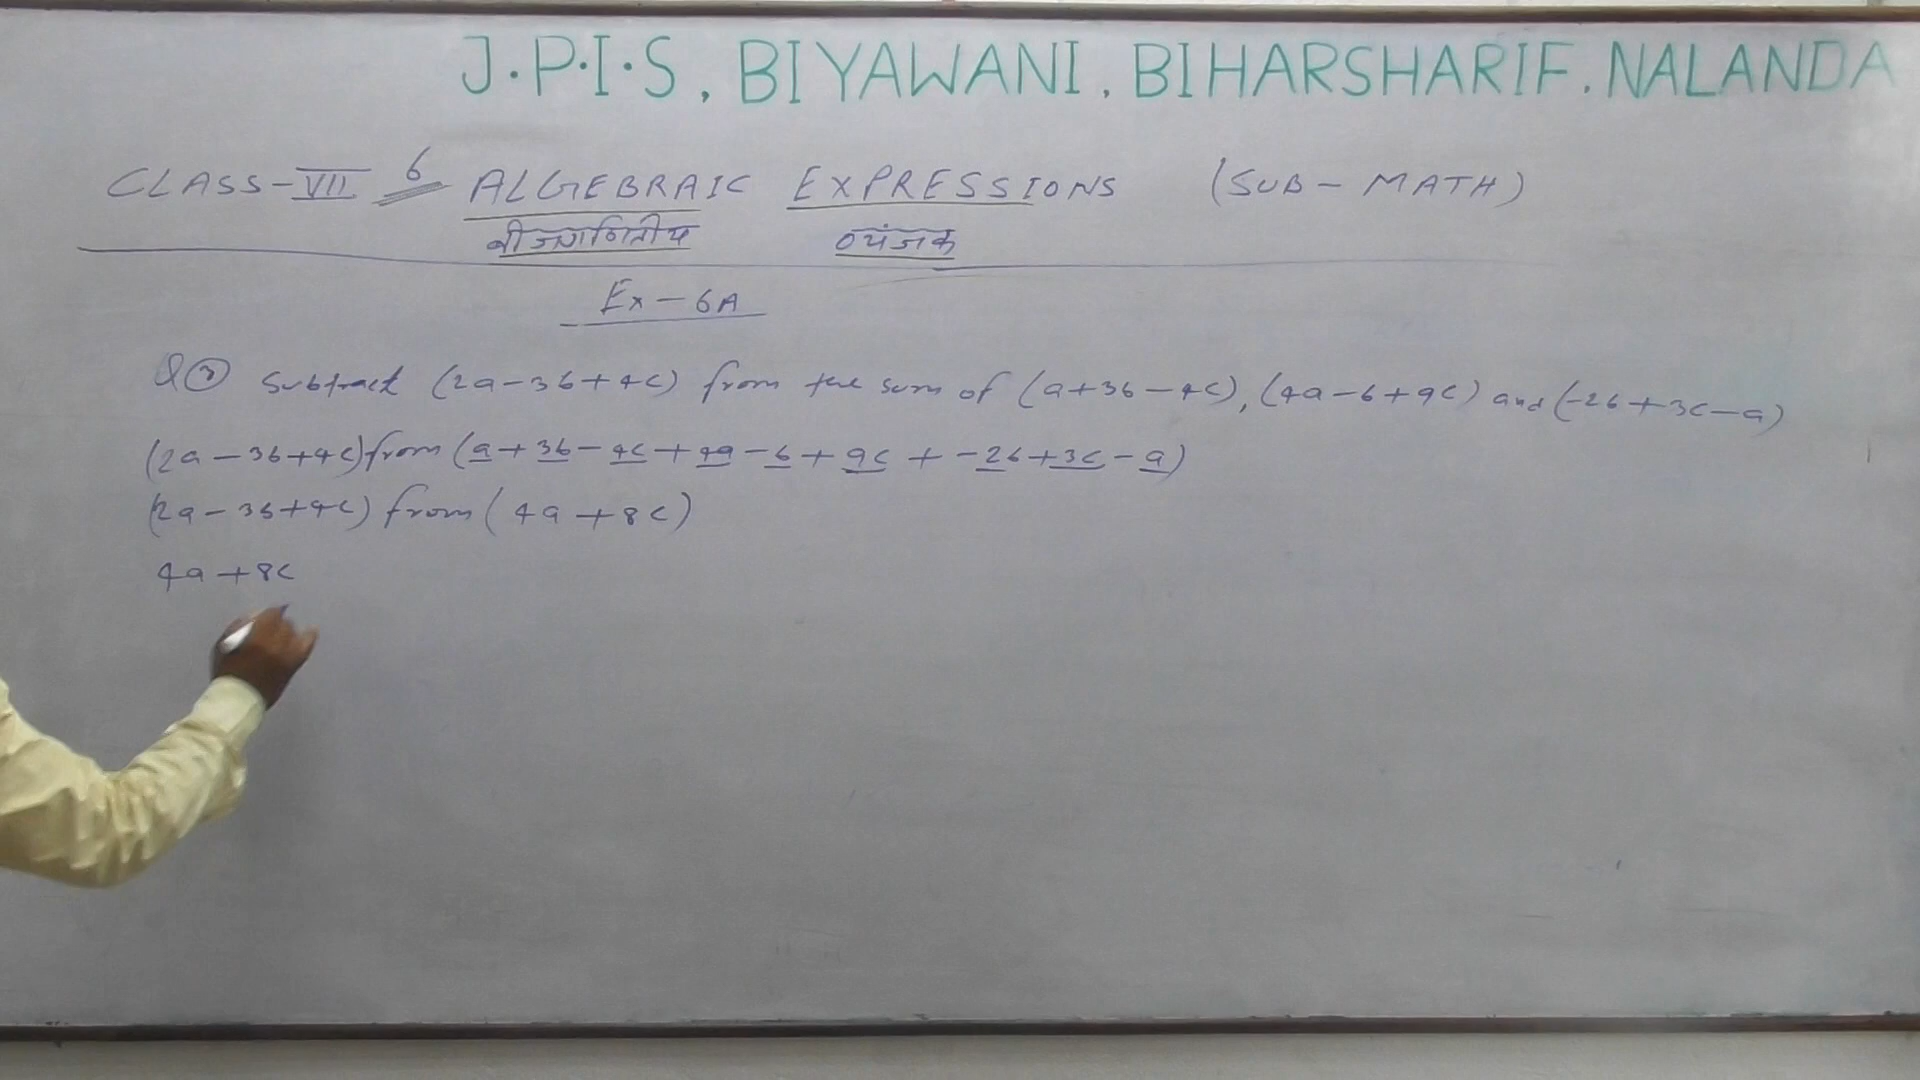 J.P.I.S, BIYAWANI, BIHARSHARIF, NALANDA
CLASS-VII 6 ALGEBRAIC EXPRESSIONS (SUB - MATH)
बीजगणितीय व्यंजक
Ex - 6A
Q③ Subtract (2a-3b+4c) from the sum of (a+3b-4c), (4a-b+9c) and (-2b+3c-a)
(2a-3b+4c) from (a+3b-4c+4a-b+9c+-2b+3c-a)
(2a-3b+4c) from (4a+8c)
4a+8c